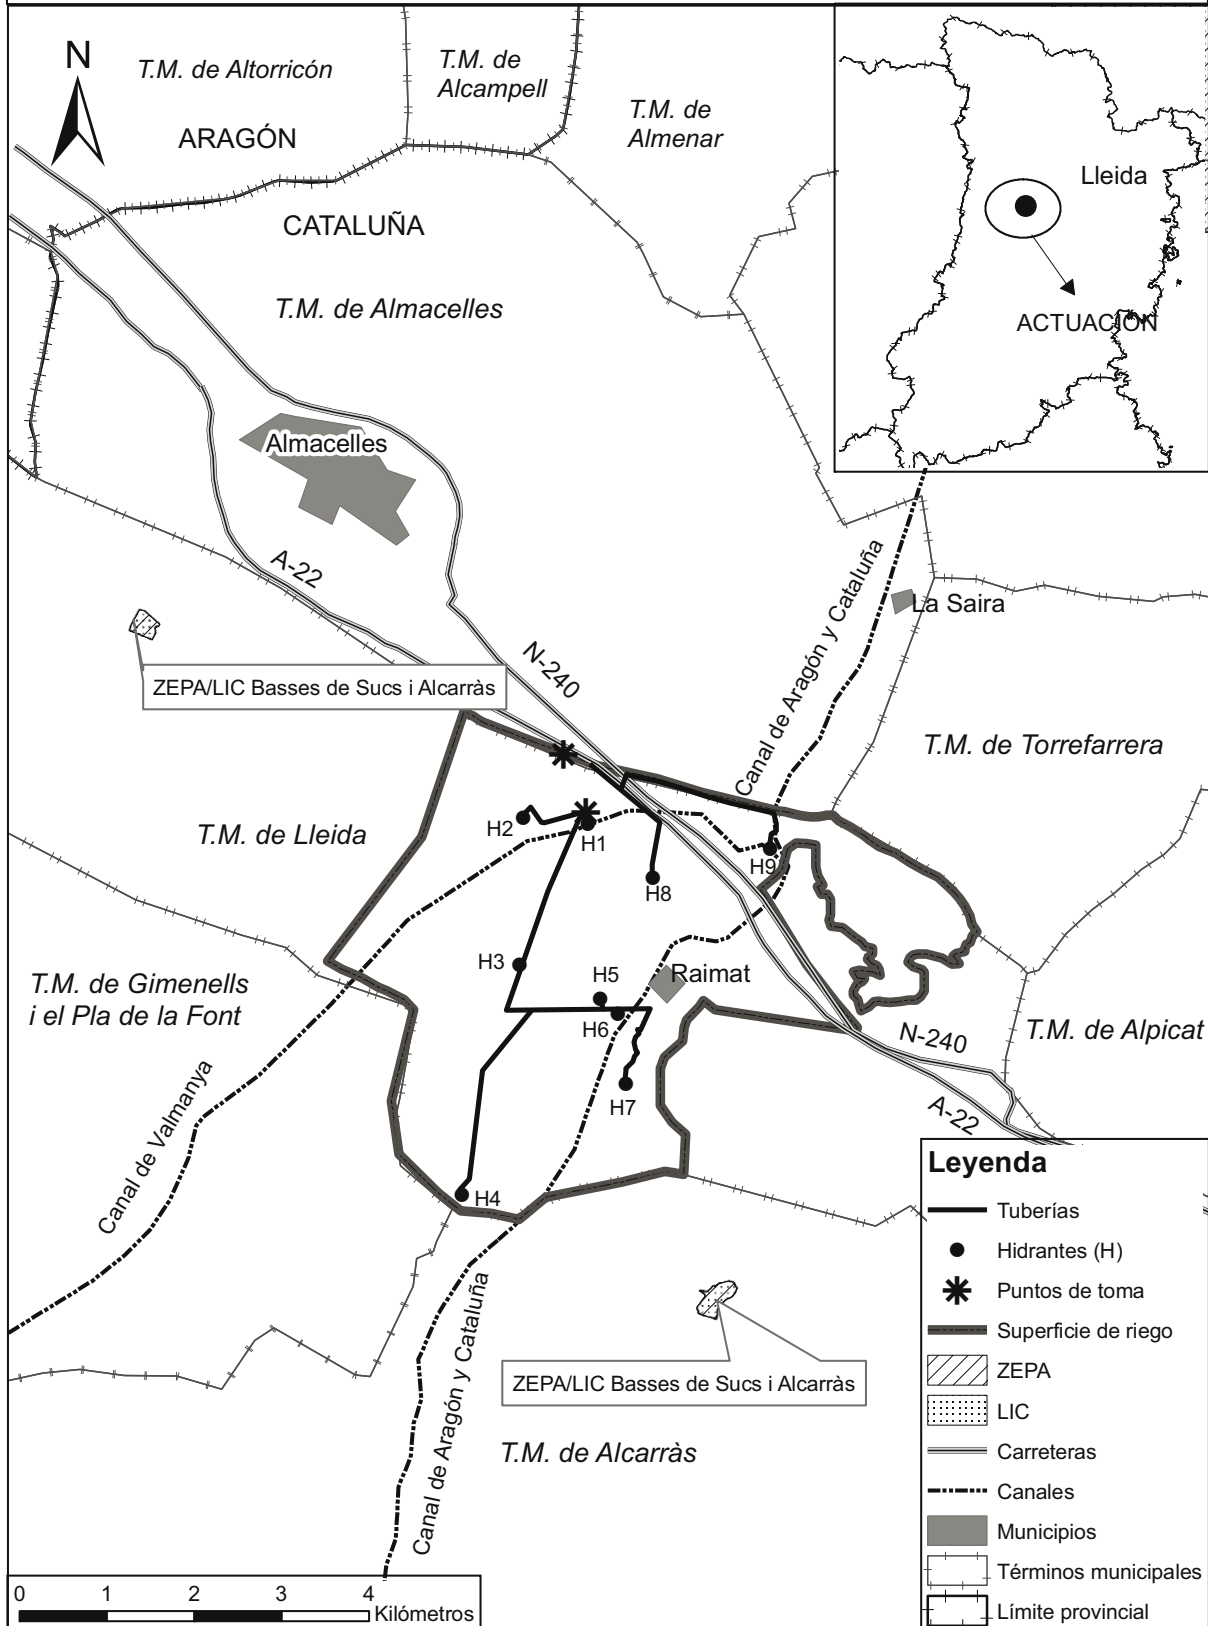 N
T.M. de Altorricón
T.M. de
Alcampell
T.M. de
Almenar
ARAGÓN
CATALUÑA
T.M. de Almacelles
Lleida
ACTUACIÓN
Almacelles
A-22
N-240
Canal de Aragón y Cataluña
La Saira
ZEPA/LIC Basses de Sucs i Alcarràs
T.M. de Torrefarrera
T.M. de Lleida
H2
H1
H9
H8
H3
H5
Raimat
H6
H7
H4
T.M. de Gimenells
i el Pla de la Font
T.M. de Alpicat
N-240
A-22
Canal de Valmanya
Canal de Aragón y Cataluña
ZEPA/LIC Basses de Sucs i Alcarràs
T.M. de Alcarràs
Leyenda
Tuberías
Hidrantes (H)
Puntos de toma
Superficie de riego
ZEPA
LIC
Carreteras
Canales
Municipios
Términos municipales
Límite provincial
0 1 2 3 4
Kilómetros